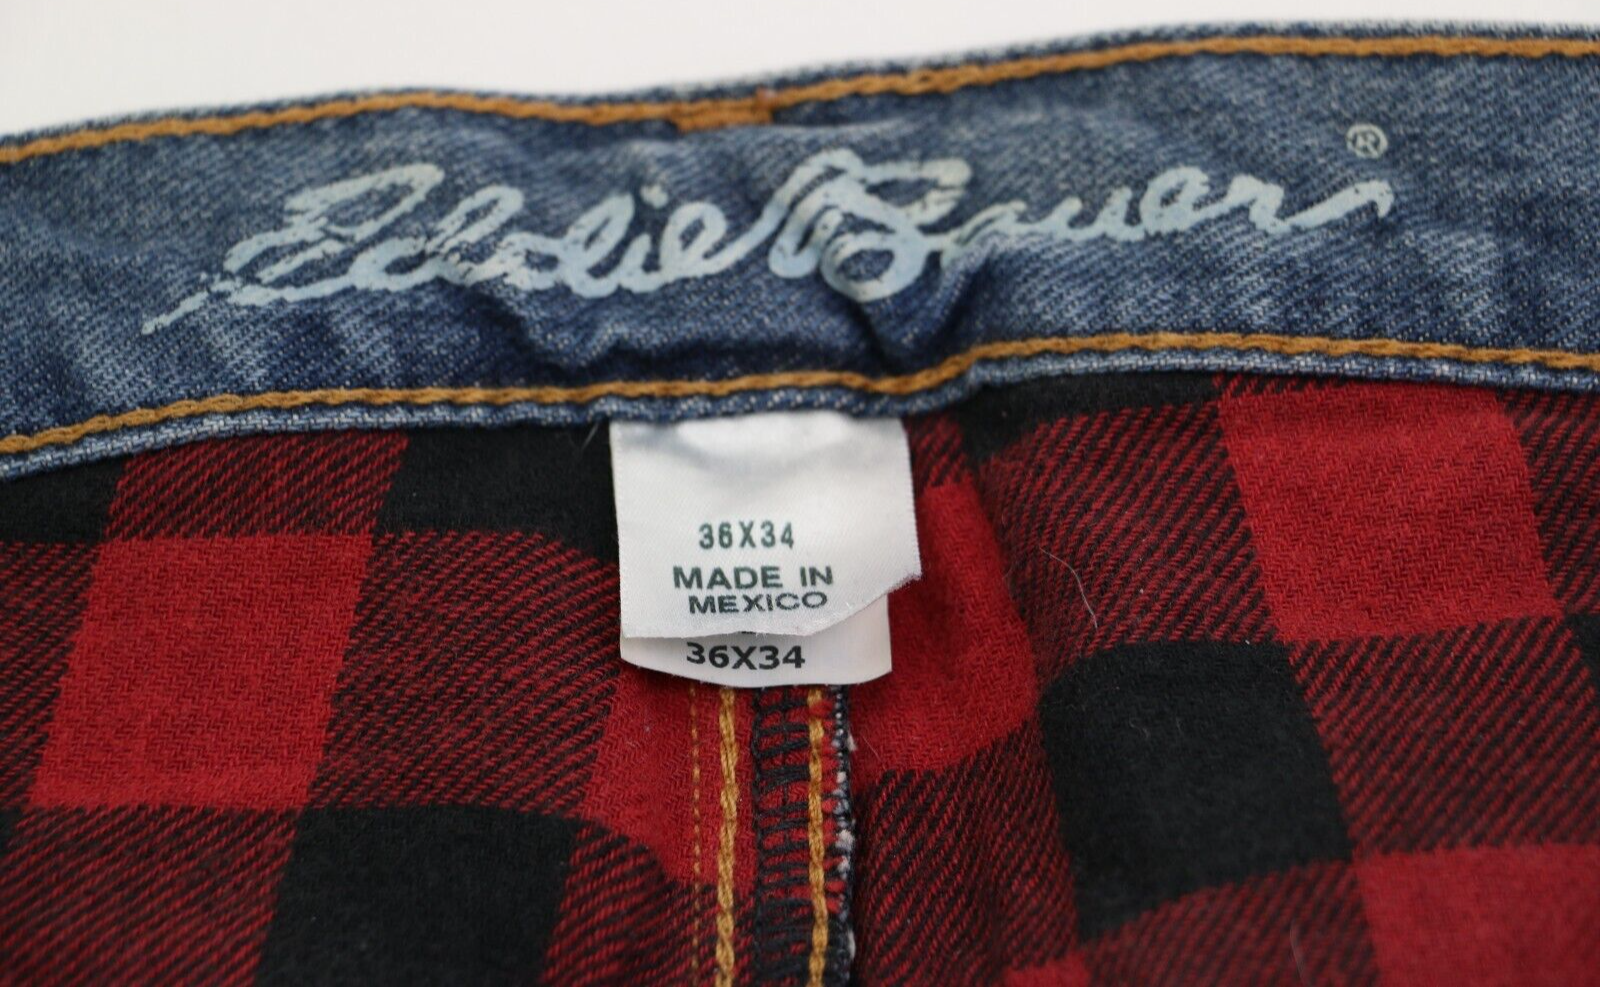 Eddie Bauer ®
36X34
MADE IN
MEXICO
36X34